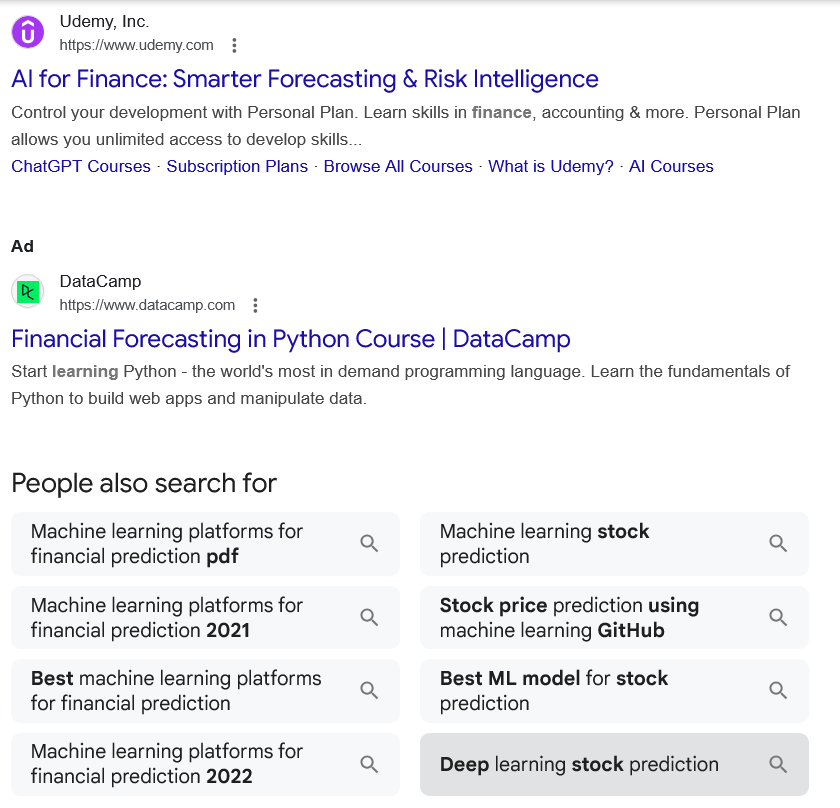 Udemy, Inc.
https://www.udemy.com
AI for Finance: Smarter Forecasting & Risk Intelligence
Control your development with Personal Plan. Learn skills in finance, accounting & more. Personal Plan
allows you unlimited access to develop skills...
ChatGPT Courses · Subscription Plans · Browse All Courses · What is Udemy? · AI Courses
Ad
DataCamp
https://www.datacamp.com
Financial Forecasting in Python Course | DataCamp
Start learning Python - the world's most in demand programming language. Learn the fundamentals of
Python to build web apps and manipulate data.
People also search for
Machine learning platforms for
financial prediction pdf
Machine learning stock
prediction
Machine learning platforms for
financial prediction 2021
Stock price prediction using
machine learning GitHub
Best machine learning platforms
for financial prediction
Best ML model for stock
prediction
Machine learning platforms for
financial prediction 2022
Deep learning stock prediction